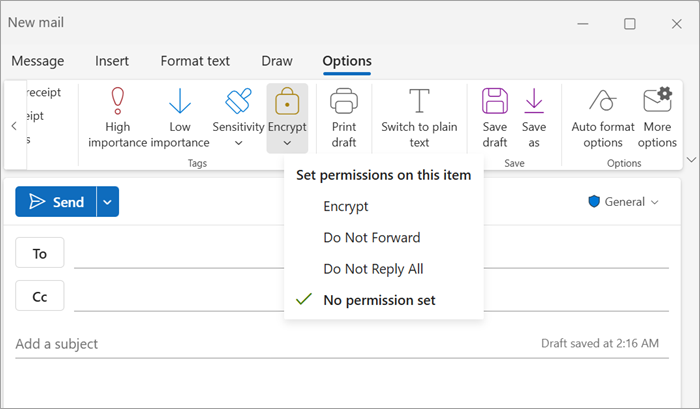 New mail
Message Insert Format text Draw Options
receipt
eipt
s
High importance
Low importance
Sensitivity
Encrypt
Print draft
Switch to plain text
Save draft
Save as
Auto format options
More options
Tags
Save
Options
Set permissions on this item
Encrypt
Do Not Forward
Do Not Reply All
No permission set
Send
General
To
Cc
Add a subject
Draft saved at 2:16 AM